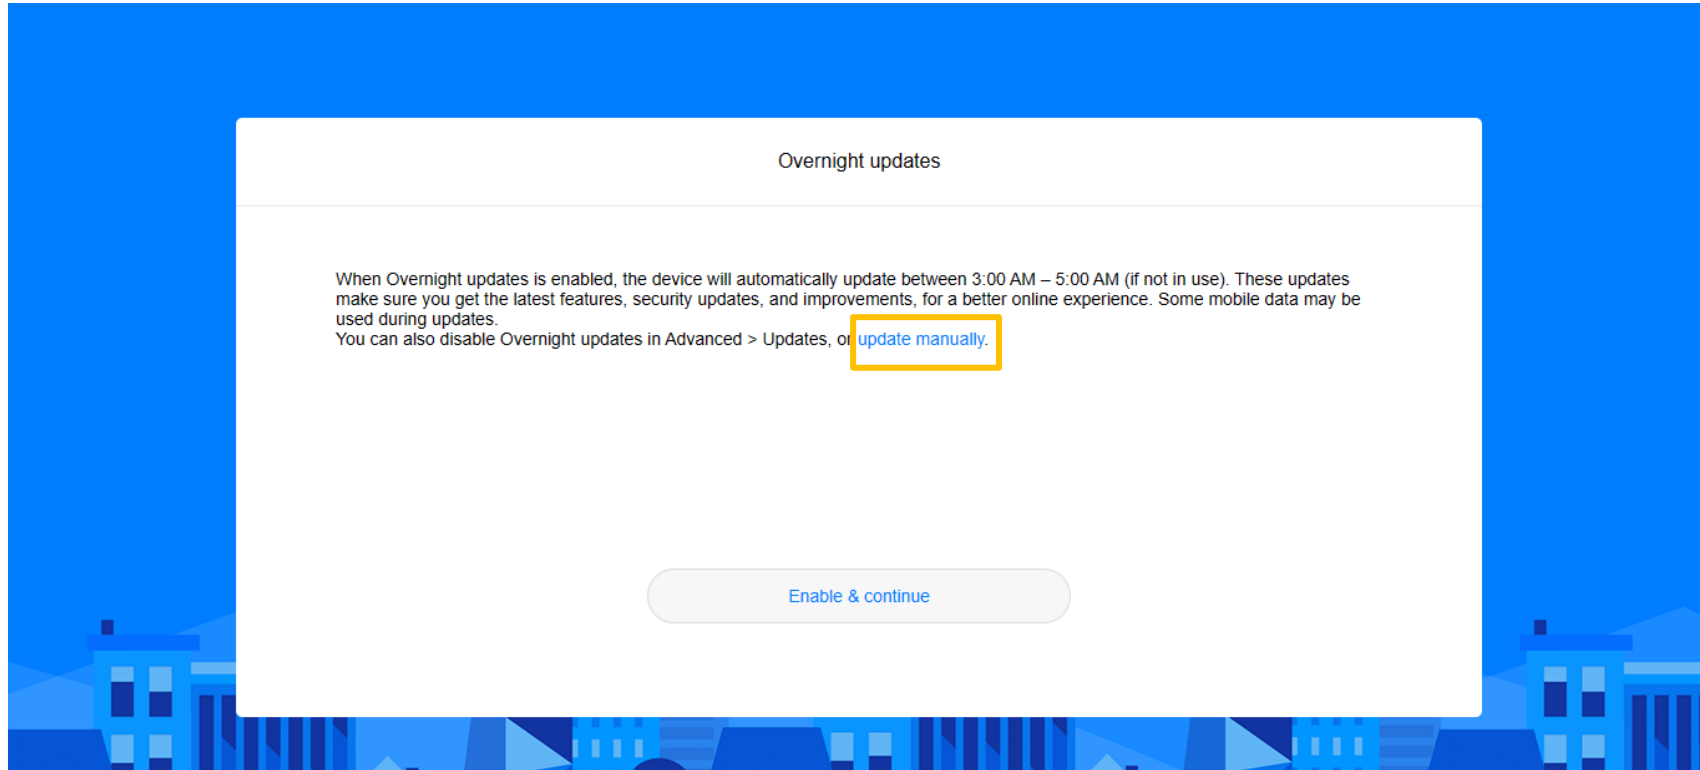 Overnight updates
When Overnight updates is enabled, the device will automatically update between 3:00 AM – 5:00 AM (if not in use). These updates
make sure you get the latest features, security updates, and improvements, for a better online experience. Some mobile data may be
used during updates.
You can also disable Overnight updates in Advanced > Updates, or update manually.
Enable & continue